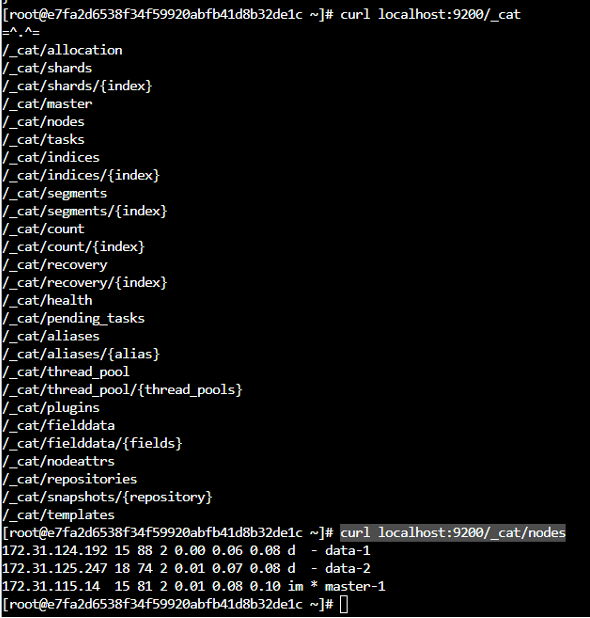 [root@e7fa2d6538f34f59920abfb41d8b32de1c ~]# curl localhost:9200/_cat
=^.^=
/_cat/allocation
/_cat/shards
/_cat/shards/{index}
/_cat/master
/_cat/nodes
/_cat/tasks
/_cat/indices
/_cat/indices/{index}
/_cat/segments
/_cat/segments/{index}
/_cat/count
/_cat/count/{index}
/_cat/recovery
/_cat/recovery/{index}
/_cat/health
/_cat/pending_tasks
/_cat/aliases
/_cat/aliases/{alias}
/_cat/thread_pool
/_cat/thread_pool/{thread_pools}
/_cat/plugins
/_cat/fielddata
/_cat/fielddata/{fields}
/_cat/nodeattrs
/_cat/repositories
/_cat/snapshots/{repository}
/_cat/templates
[root@e7fa2d6538f34f59920abfb41d8b32de1c ~]# curl localhost:9200/_cat/nodes
172.31.124.192 15 88 2 0.00 0.06 0.08 d  - data-1
172.31.125.247 18 74 2 0.01 0.07 0.08 d  - data-2
172.31.115.14  15 81 2 0.01 0.08 0.10 im * master-1
[root@e7fa2d6538f34f59920abfb41d8b32de1c ~]#